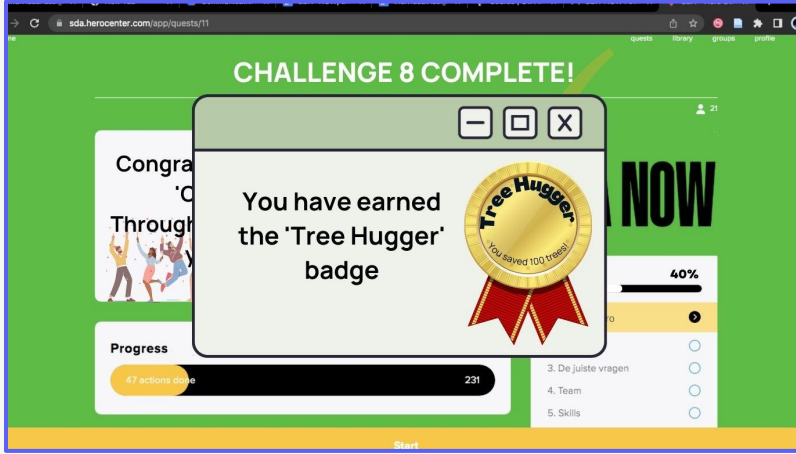 sda.herocenter.com/app/quests/11
quests library groups profile
CHALLENGE 8 COMPLETE!
21
Congra
'C
Through
y
NOW
You have earned
the 'Tree Hugger'
badge
Tree Hugger
You saved 100 trees!
40%
ro
3. De juiste vragen
4. Team
5. Skills
Progress
47 actions done
231
Start